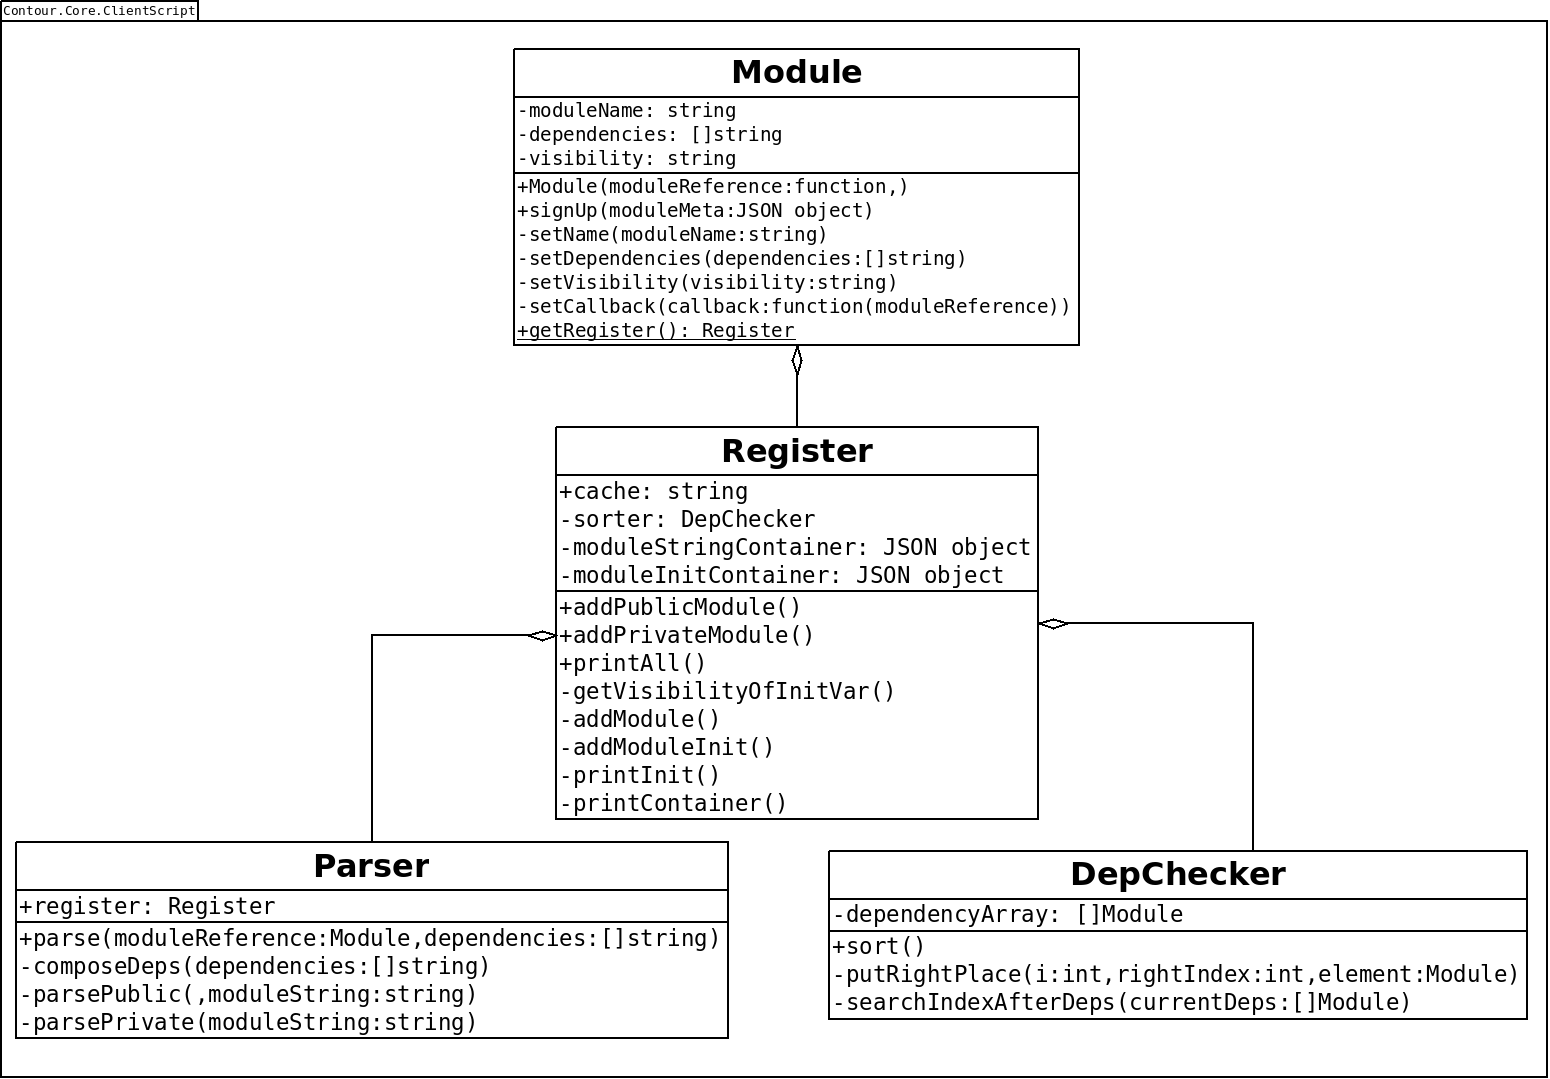 Contour.Core.ClientScript
Module
-moduleName: string
-dependencies: []string
-visibility: string
+Module(moduleReference:function,)
+signUp(moduleMeta:JSON object)
-setName(moduleName:string)
-setDependencies(dependencies:[]string)
-setVisibility(visibility:string)
-setCallback(callback:function(moduleReference))
+getRegister(): Register
Register
+cache: string
-sorter: DepChecker
-moduleStringContainer: JSON object
-moduleInitContainer: JSON object
+addPublicModule()
+addPrivateModule()
+printAll()
-getVisibilityOfInitVar()
-addModule()
-addModuleInit()
-printInit()
-printContainer()
Parser
+register: Register
+parse(moduleReference:Module,dependencies:[]string)
-composeDeps(dependencies:[]string)
-parsePublic(,moduleString:string)
-parsePrivate(moduleString:string)
DepChecker
-dependencyArray: []Module
+sort()
-putRightPlace(i:int,rightIndex:int,element:Module)
-searchIndexAfterDeps(currentDeps:[]Module)